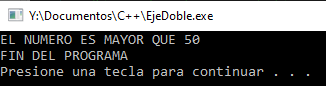 Y:\Documentos\C++\EjeDoble.exe
EL NUMERO ES MAYOR QUE 50
FIN DEL PROGRAMA
Presione una tecla para continuar . . .